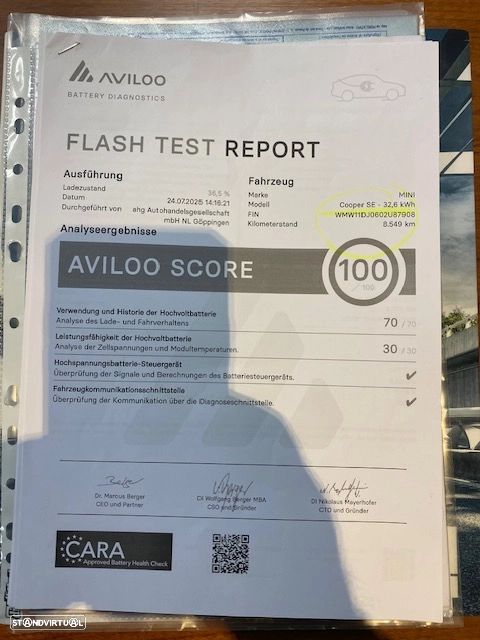 AVILOO
BATTERY DIAGNOSTICS
FLASH TEST REPORT
Ausführung
Ladezustand 36,5 %
Datum 24.07.2025 14:16:21
Durchgeführt von ahg Autohandelsgesellschaft
mbH NL Göppingen
Fahrzeug
Marke MINI
Modell Cooper SE - 32,6 kWh
FIN WMW11DJ0602U87908
Kilometerstand 8.549 km
Analyseergebnisse
AVILOO SCORE
100
/ 100
Verwendung und Historie der Hochvoltbatterie
Analyse des Lade- und Fahrverhaltens 70 / 70
Leistungsfähigkeit der Hochvoltbatterie
Analyse der Zellspannungen und Modultemperaturen. 30 / 30
Hochspannungsbatterie-Steuergerät
Überprüfung der Signale und Berechnungen des Batteriesteuergeräts.
Fahrzeugkommunikationsschnittstelle
Überprüfung der Kommunikation über die Diagnoseschnittstelle.
Dr. Marcus Berger
CEO und Partner
DI Wolfgang Berger MBA
CSO und Gründer
DI Nikolaus Mayerhofer
CTO und Gründer
CARA
Approved Battery Health Check
STANDVIRTUAL